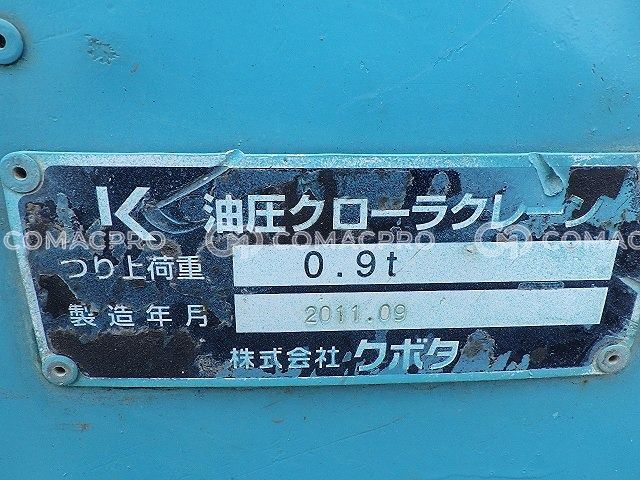 K 油圧クローラクレーン
COMACPRO COMACPRO COMACPRO
つり上荷重 0.9t
製造年月 2011.09
株式会社 クボタ